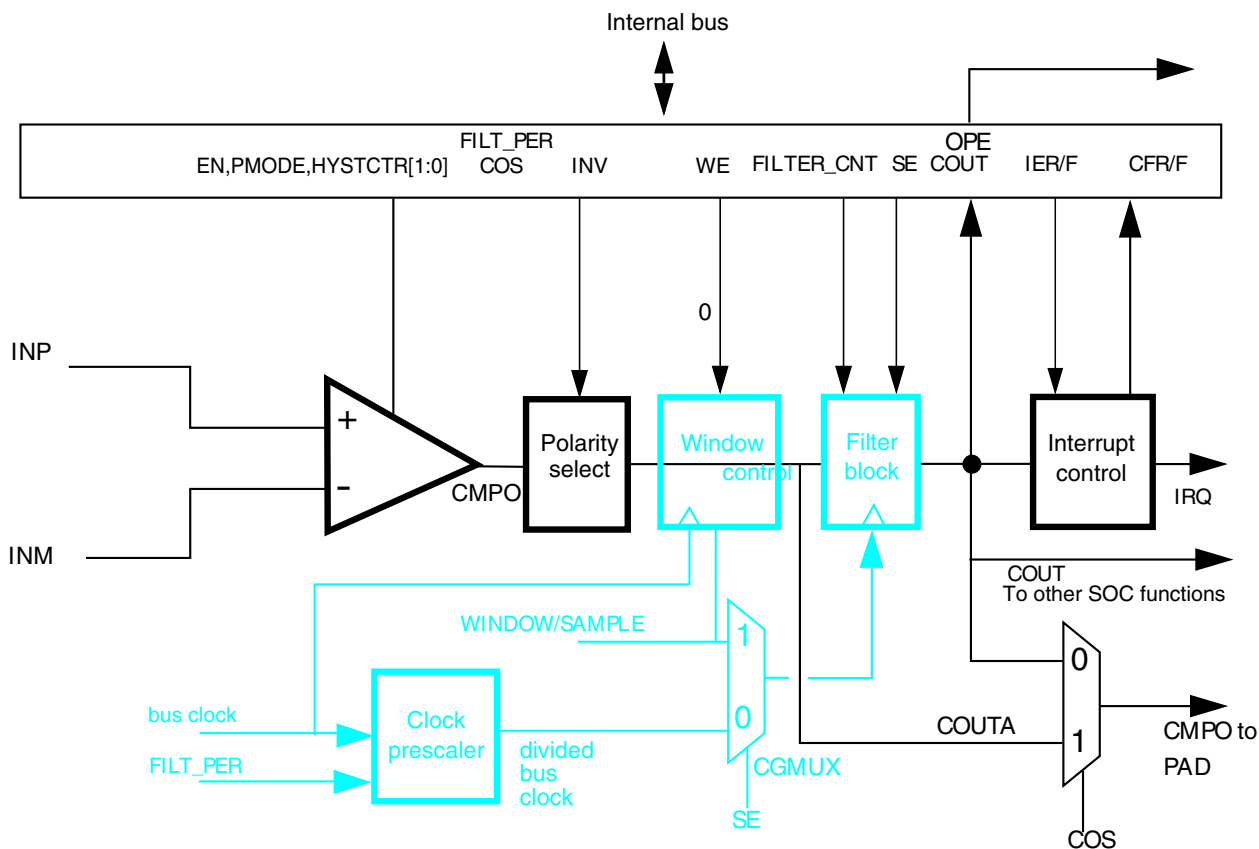 Internal bus
FILT_PER
OPE
EN,PMODE,HYSTCTR[1:0]
COS
INV
WE
FILTER_CNT
SE
COUT
IER/F
CFR/F
0
INP
+
-
INM
CMPO
Polarity
select
Window
control
Filter
block
Interrupt
control
IRQ
COUT
To other SOC functions
WINDOW/SAMPLE
1
0
CGMUX
SE
bus clock
FILT_PER
Clock
prescaler
divided
bus
clock
COUTA
0
1
CMPO to
PAD
COS